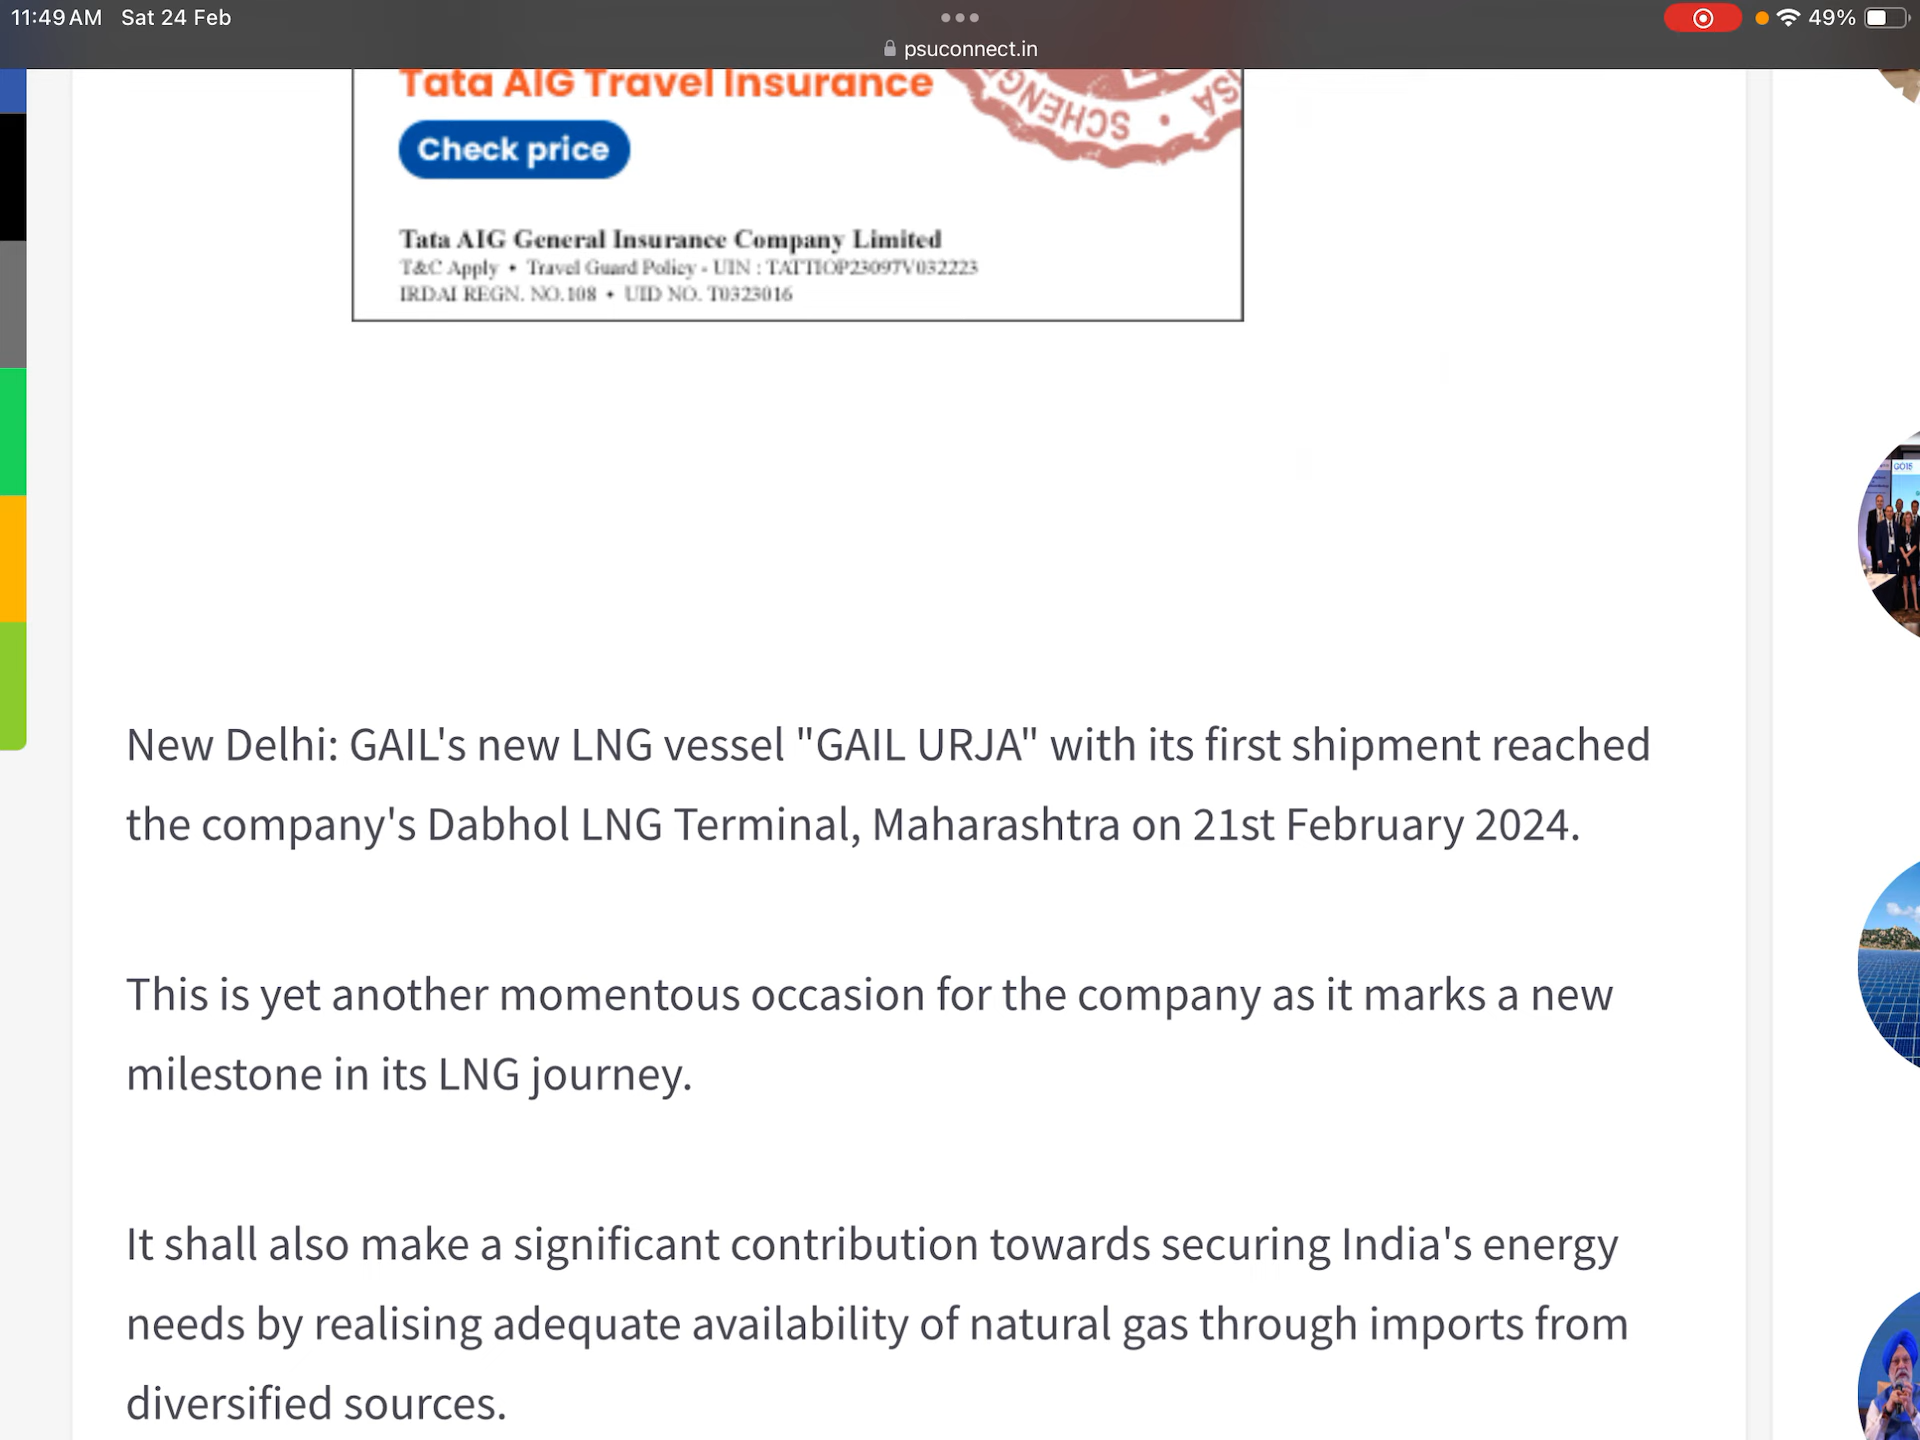 11:49 AM Sat 24 Feb
49%
psuconnect.in
Tata AIG Travel Insurance
SCHENG
SA
Check price
Tata AIG General Insurance Company Limited
T&C Apply • Travel Guard Policy - UIN : TATTIOP23097V032223
IRDAI REGN. NO. 108 • UID NO. T0323016
GO15
New Delhi: GAIL's new LNG vessel "GAIL URJA" with its first shipment reached
the company's Dabhol LNG Terminal, Maharashtra on 21st February 2024.
This is yet another momentous occasion for the company as it marks a new
milestone in its LNG journey.
It shall also make a significant contribution towards securing India's energy
needs by realising adequate availability of natural gas through imports from
diversified sources.